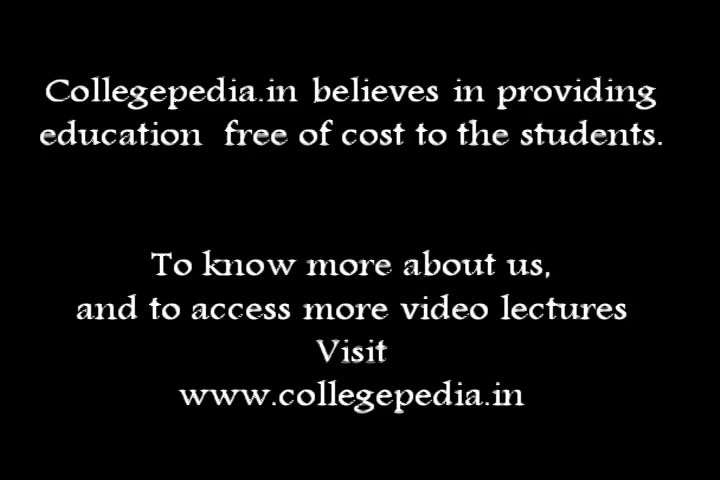 Collegepedia.in believes in providing
education free of cost to the students.
To know more about us,
and to access more video lectures
Visit
www.collegepedia.in